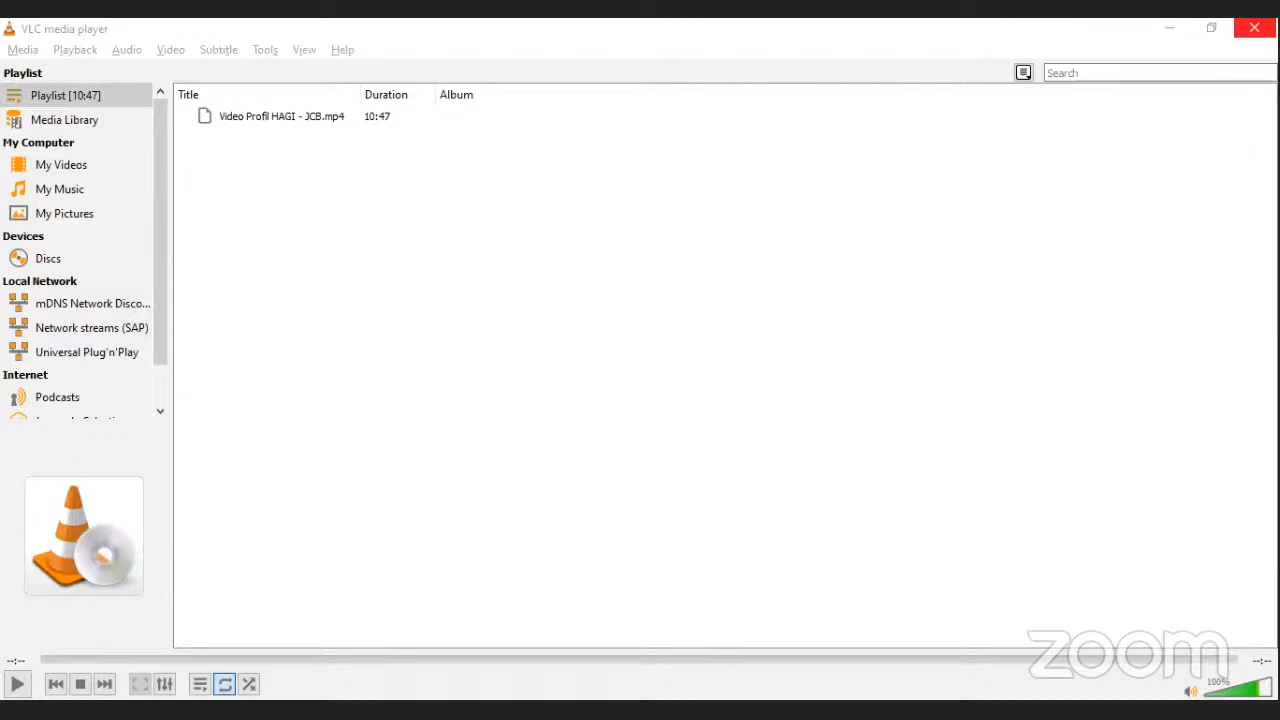 VLC media player
Media Playback Audio Video Subtitle Tools View Help
Playlist
Search
Playlist [10:47]
Media Library
My Computer
My Videos
My Music
My Pictures
Devices
Discs
Local Network
mDNS Network Disco...
Network streams (SAP)
Universal Plug'n'Play
Internet
Podcasts
Title Duration Album
Video Profil HAGI - JCB.mp4 10:47
zoom
--:-- --:--
100%